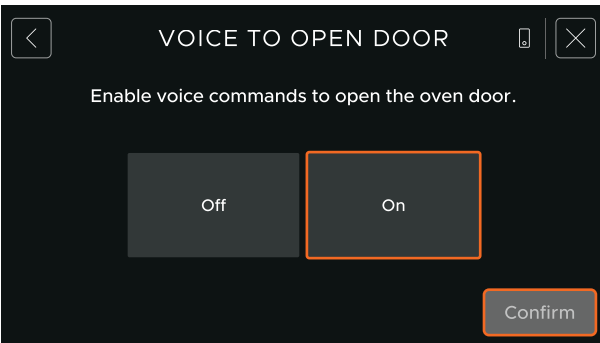 VOICE TO OPEN DOOR
Enable voice commands to open the oven door.
Off
On
Confirm